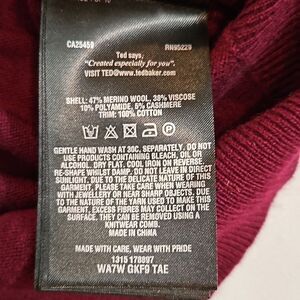 CA25459 RN95229
Ted says,
"Created especially for you".
VISIT TED@WWW.tedbaker.com
SHELL: 47% MERINO WOOL, 38% VISCOSE
10% POLYAMIDE, 5% CASHMERE
TRIM: 100% COTTON
GENTLE HAND WASH AT 30C, SEPARATELY, DO NOT
USE PRODUCTS CONTAINING BLEACH, OIL OR
ALCOHOL. DRY FLAT. COOL IRON ON REVERSE.
RE-SHAPE WHILST DAMP, DO NOT LEAVE IN DIRECT
SUNLIGHT, DUE TO THE DELICATE NATURE OF THIS
GARMENT, PLEASE TAKE CARE WHEN WEARING
WITH JEWELLERY OR NEAR SHARP OBJECTS. DUE TO
THE NATURE OF THE YARN USED TO MAKE THIS
GARMENT, EXCESS FIBRES MAY COLLECT ON THE
SURFACE. THEY CAN BE REMOVED USING A
KNITWEAR COMB.
MADE IN CHINA
MADE WITH CARE, WEAR WITH PRIDE
1315 178897
WA7W GKF9 TAE